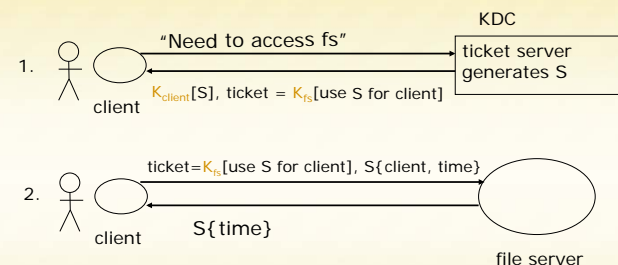 KDC
"Need to access fs"
ticket server
generates S
1.
client
K_client[S], ticket = K_fs[use S for client]
ticket=K_fs[use S for client], S{client, time}
2.
client
S{time}
file server